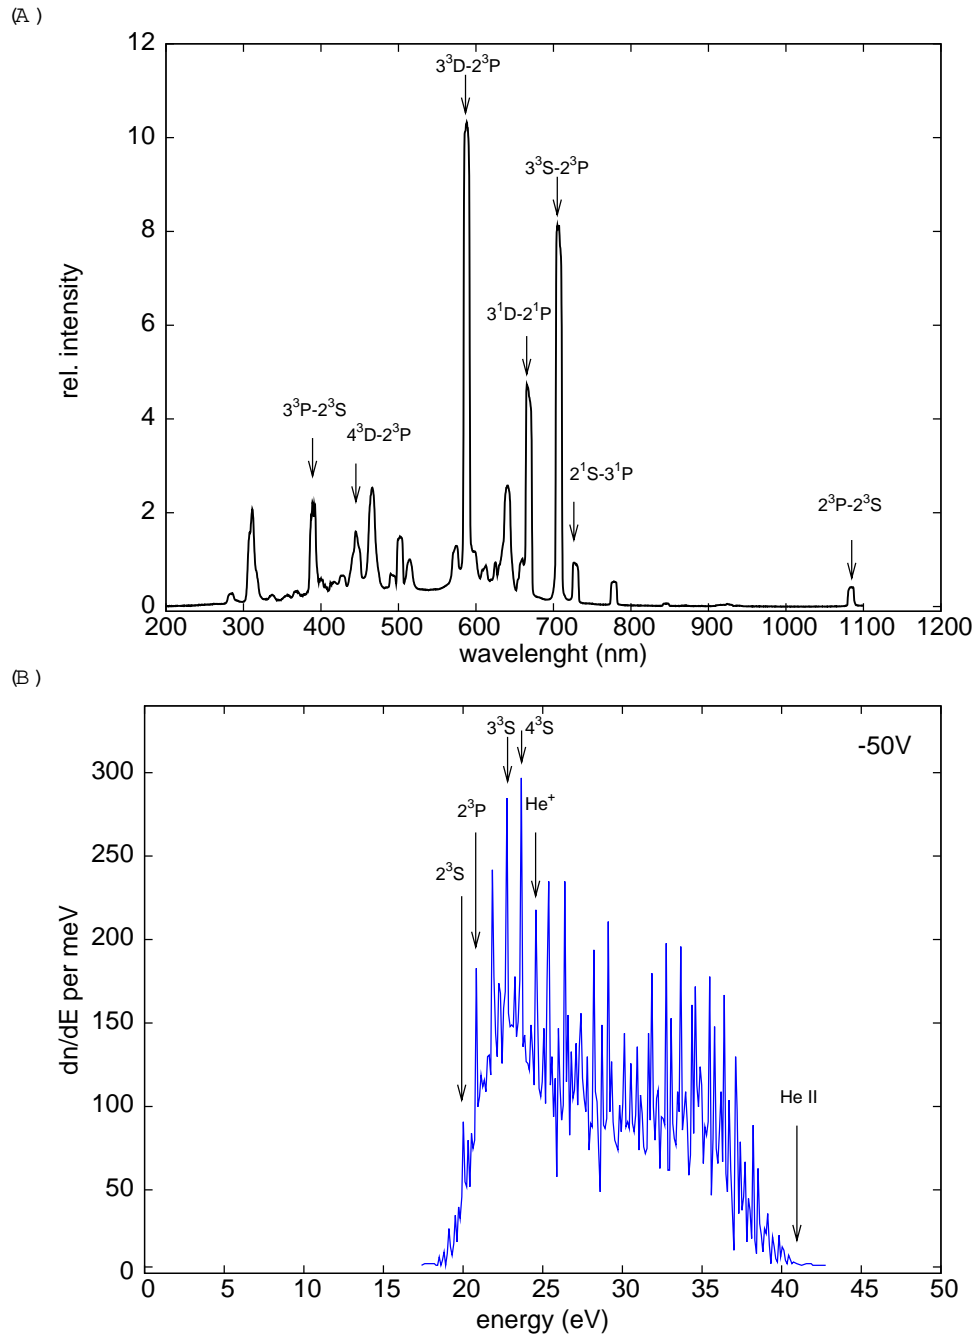 (A)
12
10
8
6
4
2
0
rel. intensity
3³D-2³P
3³S-2³P
3¹D-2¹P
3³P-2³S
4³D-2³P
2¹S-3¹P
2³P-2³S
200 300 400 500 600 700 800 900 1000 1100 1200
wavelenght (nm)
(B)
-50V
300
250
200
150
100
50
0
dn/dE per meV
3³S 4³S
2³P He⁺
2³S
He II
0 5 10 15 20 25 30 35 40 45 50
energy (eV)